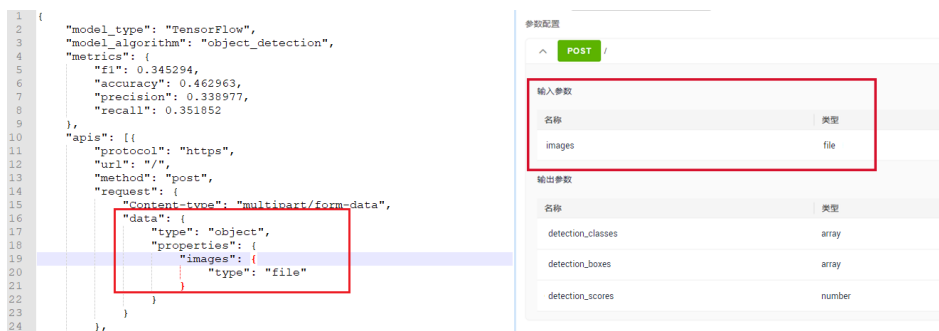 1 {
2 "model_type": "TensorFlow",
3 "model_algorithm": "object_detection",
4 "metrics": {
5 "f1": 0.345294,
6 "accuracy": 0.462963,
7 "precision": 0.338977,
8 "recall": 0.351852
9 },
10 "apis": [{
11 "protocol": "https",
12 "url": "/",
13 "method": "post",
14 "request": {
15 "Content-type": "multipart/form-data",
16 "data": {
17 "type": "object",
18 "properties": {
19 "images": {
20 "type": "file"
21 }
22 }
23 }
24 },
参数配置
POST /
输入参数
名称 类型
images file
输出参数
名称 类型
detection_classes array
detection_boxes array
detection_scores number